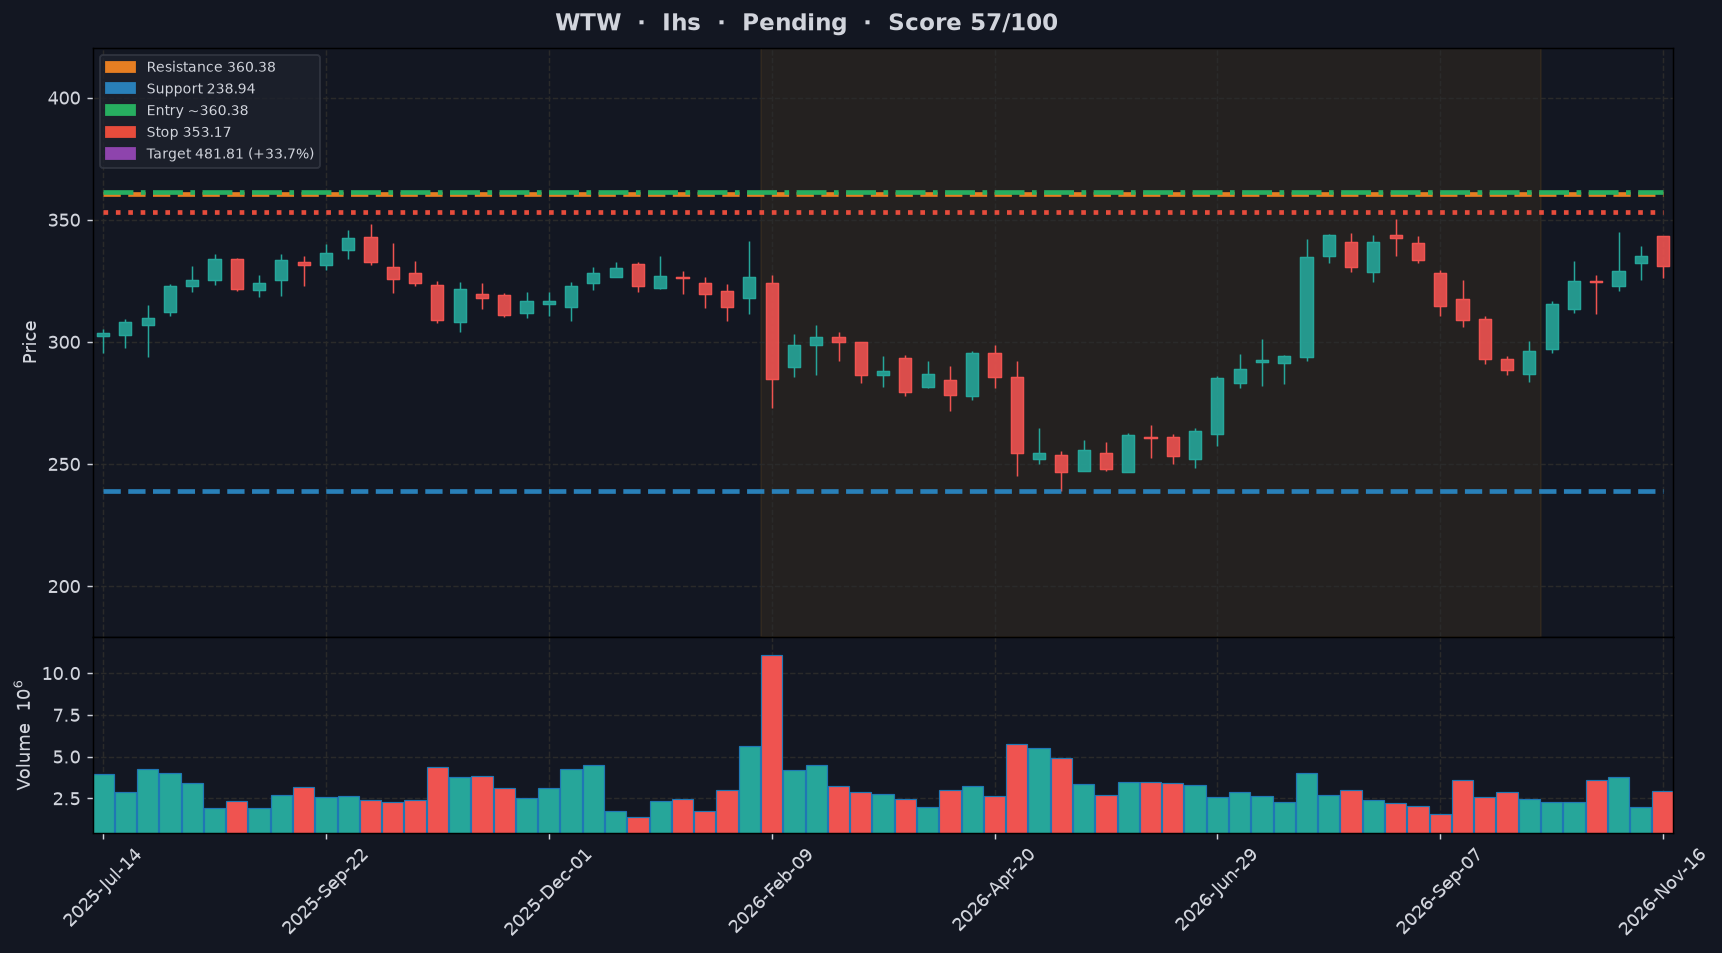 WTW · Ihs · Pending · Score 57/100
Resistance 360.38
Support 238.94
Entry ~360.38
Stop 353.17
Target 481.81 (+33.7%)
Price
400
350
300
250
200
Volume 10⁶
10.0
7.5
5.0
2.5
2025-Jul-14
2025-Sep-22
2025-Dec-01
2026-Feb-09
2026-Apr-20
2026-Jun-29
2026-Sep-07
2026-Nov-16